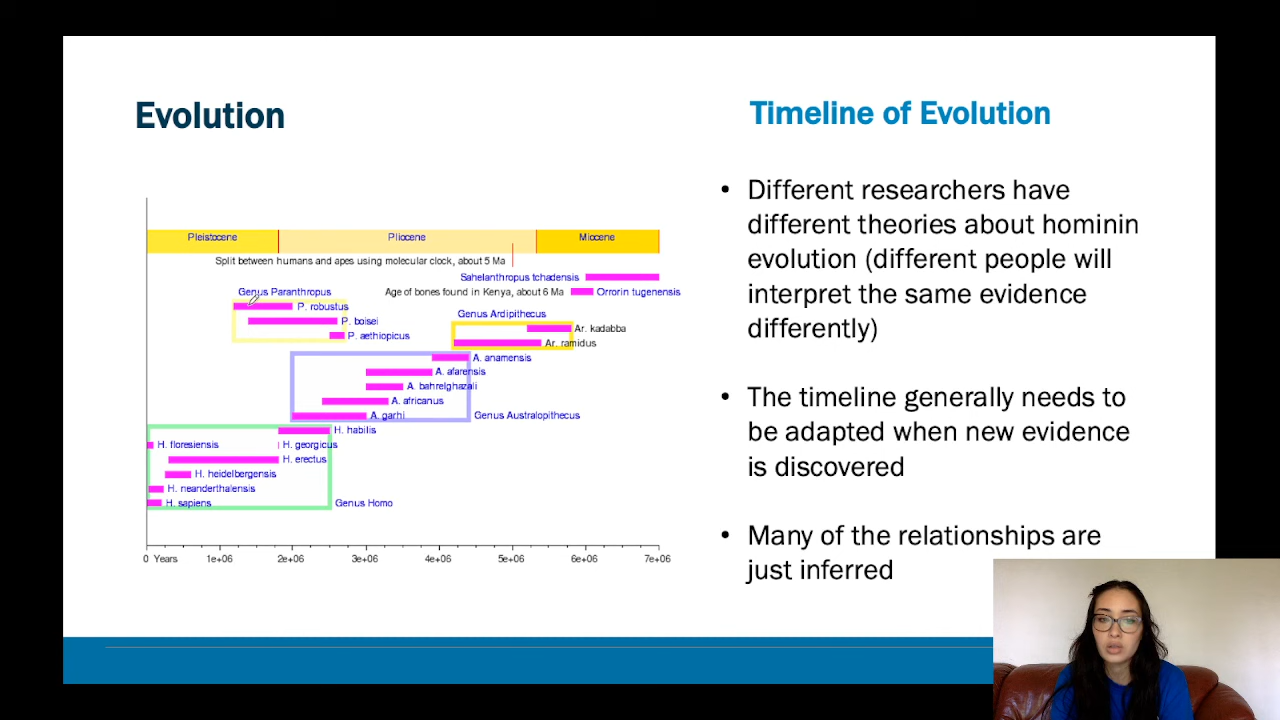 Evolution
Timeline of Evolution
Pleistocene
Pliocene
Miocene
Split between humans and apes using molecular clock, about 5 Ma
Sahelanthropus tchadensis
Genus Paranthropus
Age of bones found in Kenya, about 6 Ma
Orrorin tugenensis
P. robustus
Genus Ardipithecus
P. boisei
Ar. kadabba
P. aethiopicus
Ar. ramidus
A. anamensis
A. afarensis
A. bahrelghazali
A. africanus
A. garhi
Genus Australopithecus
H. habilis
H. floresiensis
H. georgicus
H. erectus
H. heidelbergensis
H. neanderthalensis
H. sapiens
Genus Homo
0 Years 1e+06 2e+06 3e+06 4e+06 5e+06 6e+06 7e+06
• Different researchers have
different theories about hominin
evolution (different people will
interpret the same evidence
differently)
• The timeline generally needs to
be adapted when new evidence
is discovered
• Many of the relationships are
just inferred